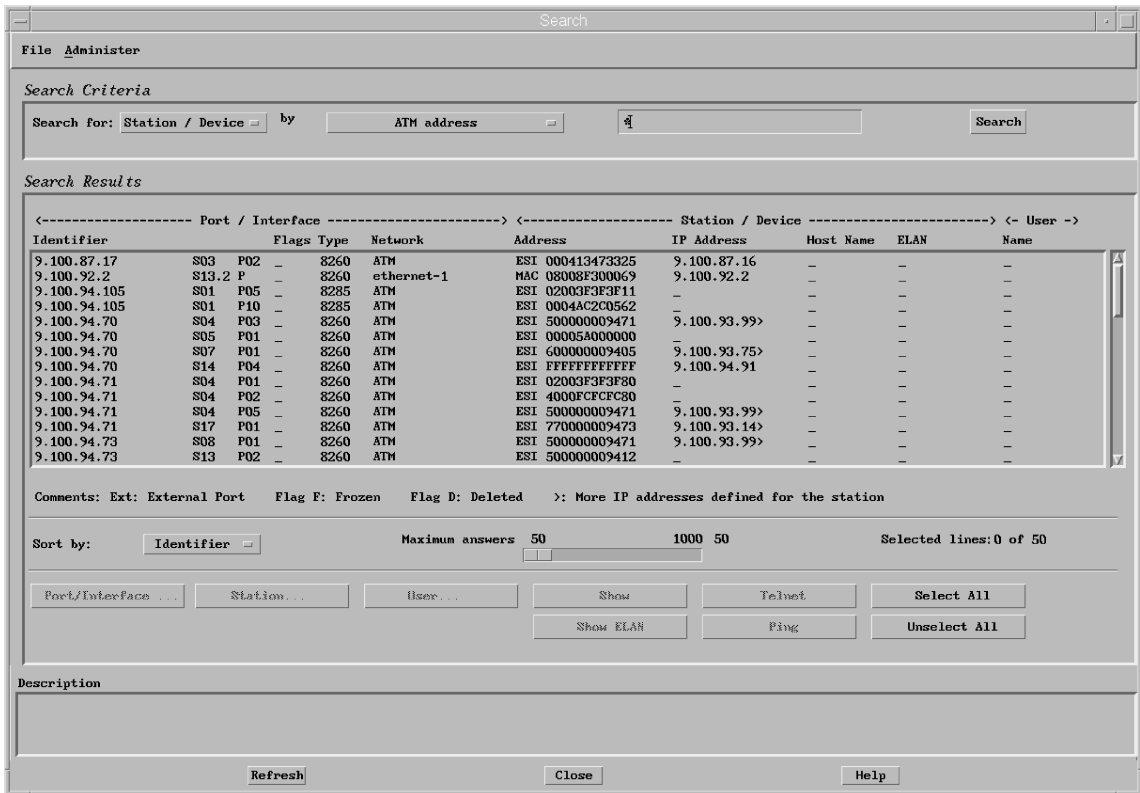 Search
File Administer
Search Criteria
Search for: Station / Device by ATM address * Search
Search Results
<-------------------- Port / Interface -----------------------> <-------------------- Station / Device ------------------------> <- User ->
Identifier Flags Type Network Address IP Address Host Name ELAN Name
9.100.87.17 S03 P02 _ 8260 ATM ESI 000413473325 9.100.87.16 _ _ _
9.100.92.2 S13.2 P _ 8260 ethernet-1 MAC 08008F300069 9.100.92.2 _ _ _
9.100.94.105 S01 P05 _ 8285 ATM ESI 02003F3F3F11 _ _ _ _
9.100.94.105 S01 P10 _ 8285 ATM ESI 0004AC2C0562 _ _ _ _
9.100.94.70 S04 P03 _ 8260 ATM ESI 500000009471 9.100.93.99> _ _ _
9.100.94.70 S05 P01 _ 8260 ATM ESI 00005A000000 _ _ _ _
9.100.94.70 S07 P01 _ 8260 ATM ESI 600000009405 9.100.93.75> _ _ _
9.100.94.70 S14 P04 _ 8260 ATM ESI FFFFFFFFFFFF 9.100.94.91 _ _ _
9.100.94.71 S04 P01 _ 8260 ATM ESI 02003F3F3F80 _ _ _ _
9.100.94.71 S04 P02 _ 8260 ATM ESI 4000FCFCFC80 _ _ _ _
9.100.94.71 S04 P05 _ 8260 ATM ESI 500000009471 9.100.93.99> _ _ _
9.100.94.71 S17 P01 _ 8260 ATM ESI 770000009473 9.100.93.14> _ _ _
9.100.94.73 S08 P01 _ 8260 ATM ESI 500000009471 9.100.93.99> _ _ _
9.100.94.73 S13 P02 _ 8260 ATM ESI 500000009412 _ _ _ _
Comments: Ext: External Port Flag F: Frozen Flag D: Deleted >: More IP addresses defined for the station
Sort by: Identifier Maximum answers 50 1000 50 Selected lines:0 of 50
Port/Interface ... Station... User... Show Telnet Select All
Show ELAN Ping Unselect All
Description
Refresh Close Help